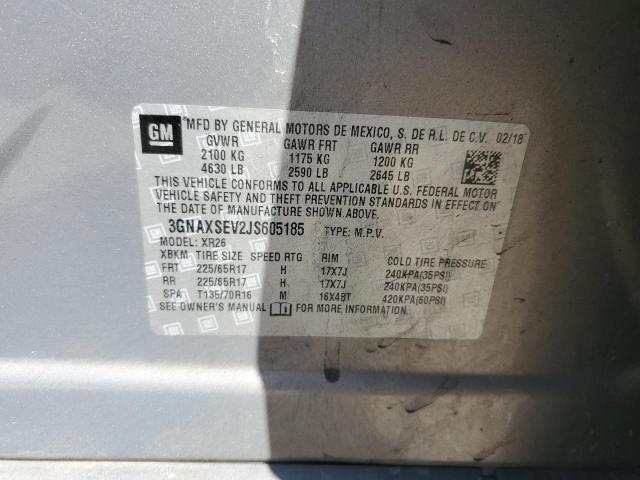 GM
MFD BY GENERAL MOTORS DE MEXICO, S. DE R.L. DE C.V. 02/18
GVWR GAWR FRT GAWR RR
2100 KG 1175 KG 1200 KG
4630 LB 2590 LB 2645 LB
THIS VEHICLE CONFORMS TO ALL APPLICABLE U.S. FEDERAL MOTOR
VEHICLE SAFETY AND THEFT PREVENTION STANDARDS IN EFFECT ON
THE DATE OF MANUFACTURE SHOWN ABOVE.
3GNAXSEV2JS605185 TYPE: M.P.V.
MODEL: XR26
XBKM TIRE SIZE SPEED RTG RIM COLD TIRE PRESSURE
FRT 225/65R17 H 17X7J 240KPA(35PSI)
RR 225/65R17 H 17X7J 240KPA(35PSI)
SPA T135/70R16 M 16X4BT 420KPA(60PSI)
SEE OWNER'S MANUAL FOR MORE INFORMATION.